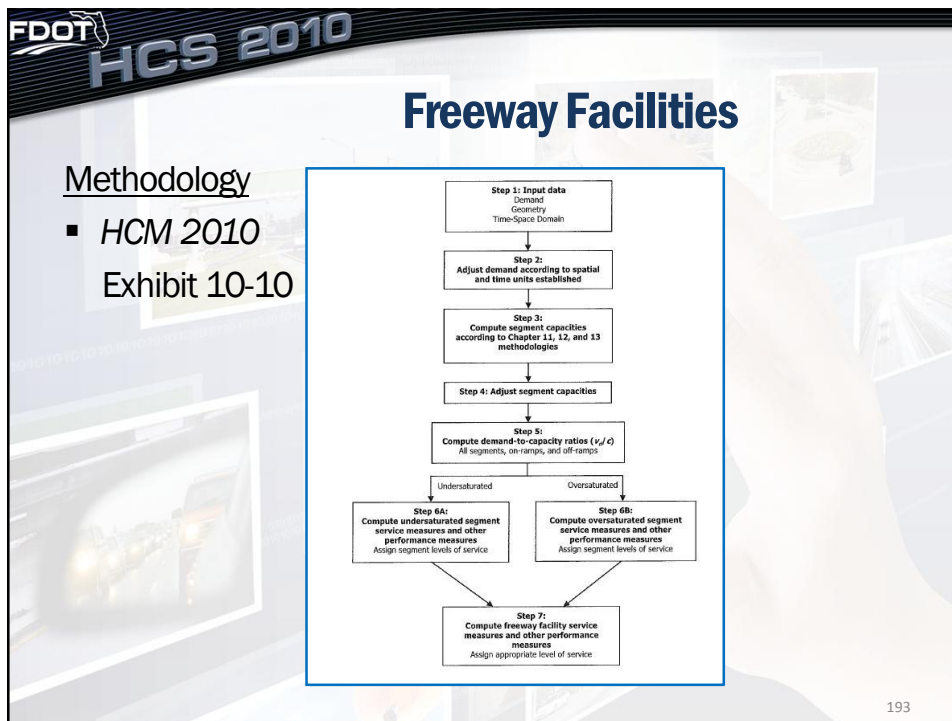 FDOT
HCS 2010
Freeway Facilities
Methodology
▪ HCM 2010
Exhibit 10-10
Step 1: Input data
Demand
Geometry
Time-Space Domain
Step 2:
Adjust demand according to spatial
and time units established
Step 3:
Compute segment capacities
according to Chapter 11, 12, and 13
methodologies
Step 4: Adjust segment capacities
Step 5:
Compute demand-to-capacity ratios (vd/c)
All segments, on-ramps, and off-ramps
Undersaturated
Oversaturated
Step 6A:
Compute undersaturated segment
service measures and other
performance measures
Assign segment levels of service
Step 6B:
Compute oversaturated segment
service measures and other
performance measures
Assign segment levels of service
Step 7:
Compute freeway facility service
measures and other performance
measures
Assign appropriate level of service
193